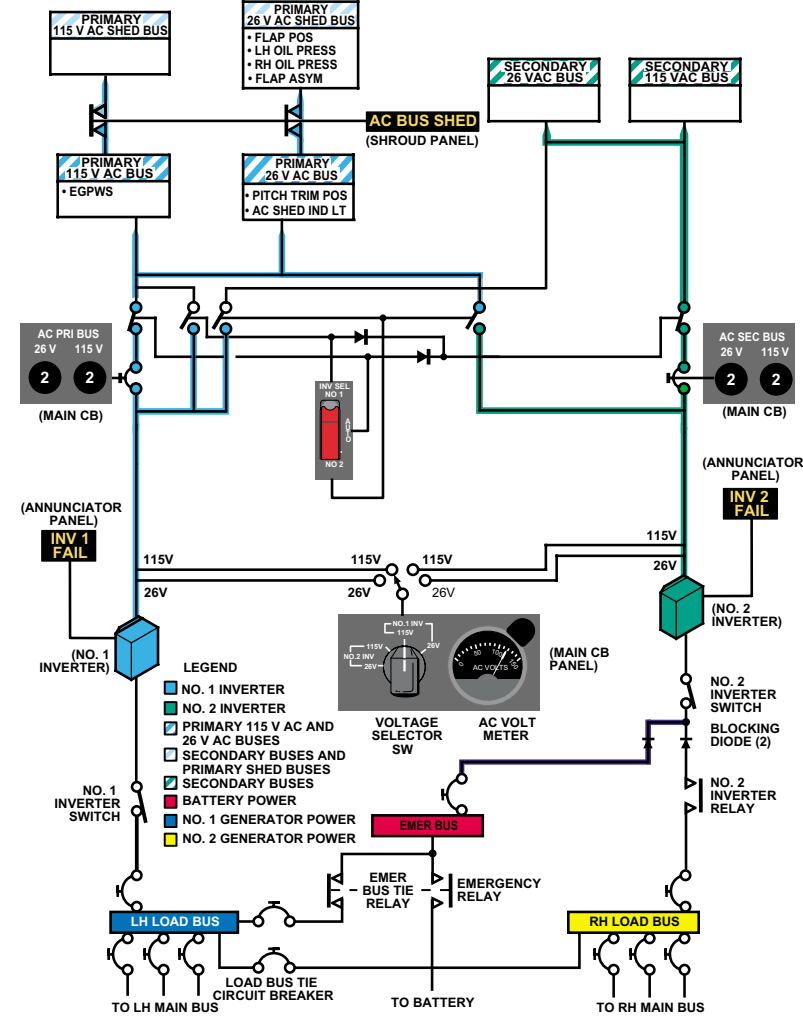 PRIMARY
115 V AC SHED BUS
PRIMARY
26 V AC SHED BUS
• FLAP POS
• LH OIL PRESS
• RH OIL PRESS
• FLAP ASYM
SECONDARY
26 VAC BUS
SECONDARY
115 VAC BUS
AC BUS SHED
(SHROUD PANEL)
PRIMARY
115 V AC BUS
• EGPWS
PRIMARY
26 V AC BUS
• PITCH TRIM POS
• AC SHED IND LT
AC PRI BUS
26 V 115 V
2 2
(MAIN CB)
INV SEL
NO 1
AUTO
NO 2
AC SEC BUS
26 V 115 V
2 2
(MAIN CB)
(ANNUNCIATOR
PANEL)
INV 1
FAIL
(ANNUNCIATOR
PANEL)
INV 2
FAIL
115V 115V 115V 115V
26V 26V 26V 26V
(NO. 1
INVERTER)
(NO. 2
INVERTER)
NO.1 INV
115V
115V
26V
NO.2 INV
26V
0 50 100 150
AC VOLTS
(MAIN CB
PANEL)
VOLTAGE
SELECTOR
SW
AC VOLT
METER
LEGEND
NO. 1 INVERTER
NO. 2 INVERTER
PRIMARY 115 V AC AND
26 V AC BUSES
SECONDARY BUSES AND
PRIMARY SHED BUSES
SECONDARY BUSES
BATTERY POWER
NO. 1 GENERATOR POWER
NO. 2 GENERATOR POWER
NO. 2
INVERTER
SWITCH
BLOCKING
DIODE (2)
NO. 2
INVERTER
RELAY
NO. 1
INVERTER
SWITCH
EMER BUS
EMER
BUS TIE
RELAY
EMERGENCY
RELAY
LH LOAD BUS
RH LOAD BUS
LOAD BUS TIE
CIRCUIT BREAKER
TO LH MAIN BUS
TO BATTERY
TO RH MAIN BUS